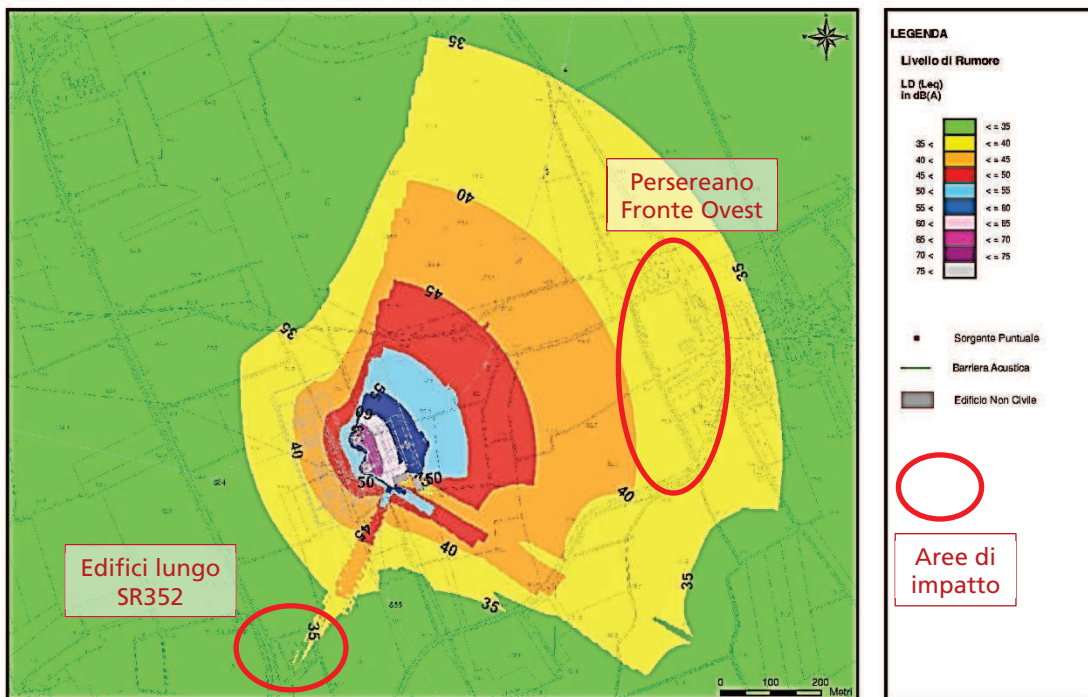 35
40
45
55
60
35
35
40
50
50
45
40
40
35
35
35
Persereano
Fronte Ovest
Edifici lungo
SR352
0 100 200
Metri
LEGENDA
Livello di Rumore
LD (Leq)
in dB(A)
<= 35
35 < <= 40
40 < <= 45
45 < <= 50
50 < <= 55
55 < <= 60
60 < <= 65
65 < <= 70
70 < <= 75
75 <
Sorgente Puntuale
Barriera Acustica
Edificio Non Civile
Aree di
impatto